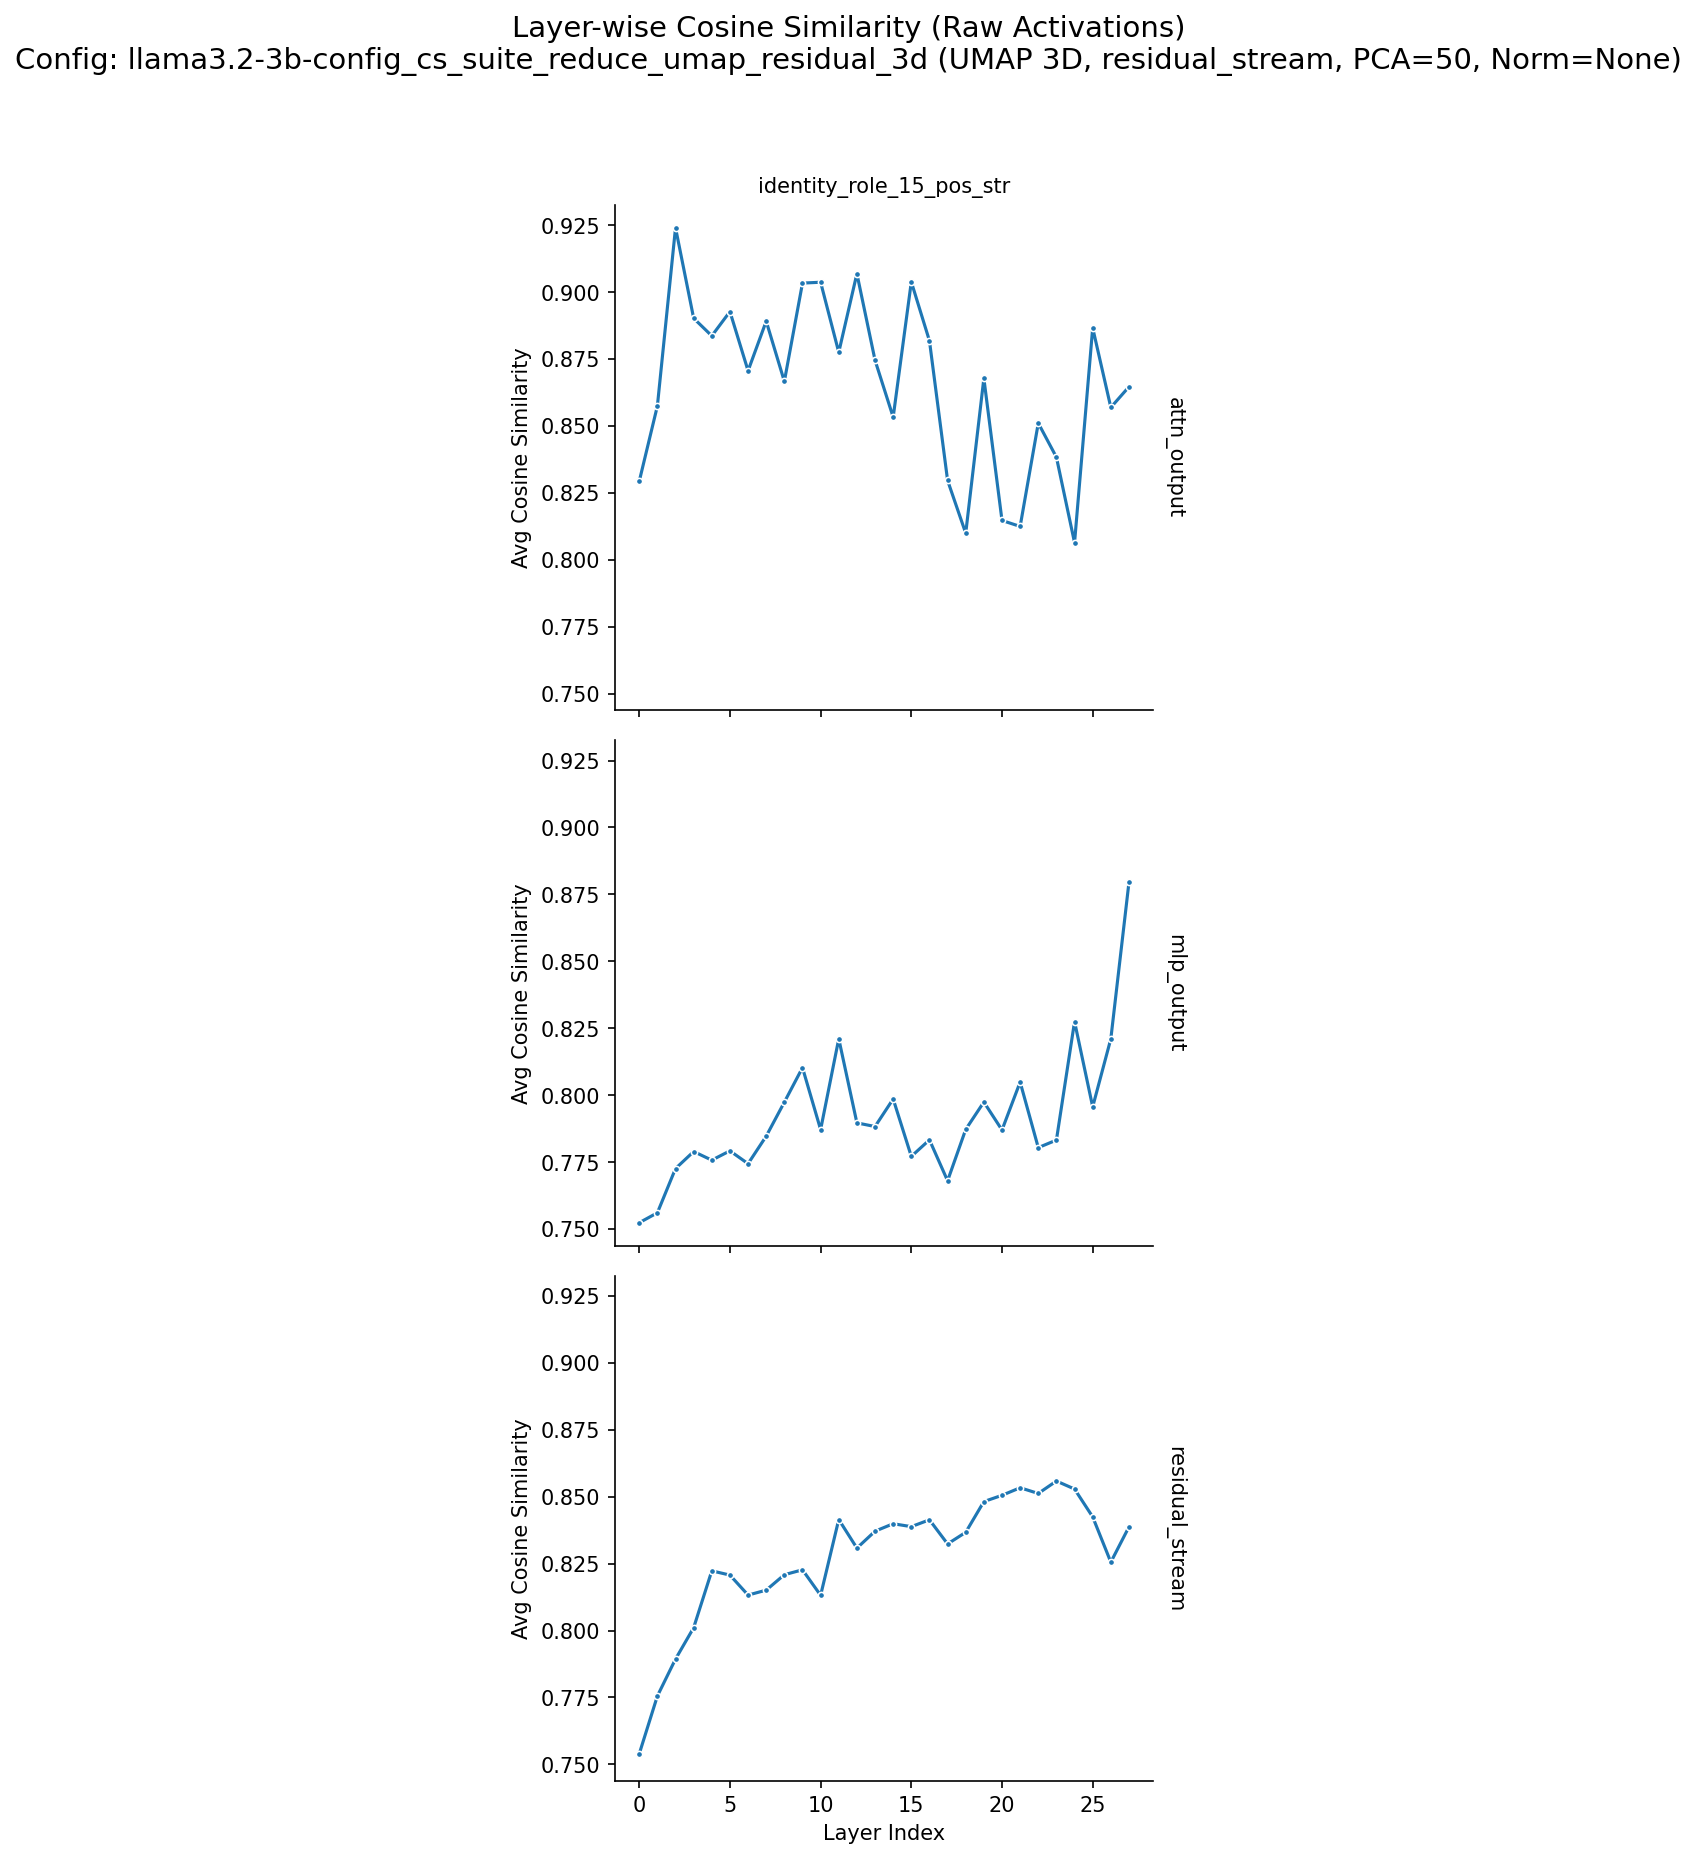 Layer-wise Cosine Similarity (Raw Activations)
Config: llama3.2-3b-config_cs_suite_reduce_umap_residual_3d (UMAP 3D, residual_stream, PCA=50, Norm=None)
identity_role_15_pos_str
0.925
0.900
0.875
0.850
0.825
0.800
0.775
0.750
Avg Cosine Similarity
attn_output
0.925
0.900
0.875
0.850
0.825
0.800
0.775
0.750
Avg Cosine Similarity
mlp_output
0.925
0.900
0.875
0.850
0.825
0.800
0.775
0.750
Avg Cosine Similarity
residual_stream
0 5 10 15 20 25
Layer Index